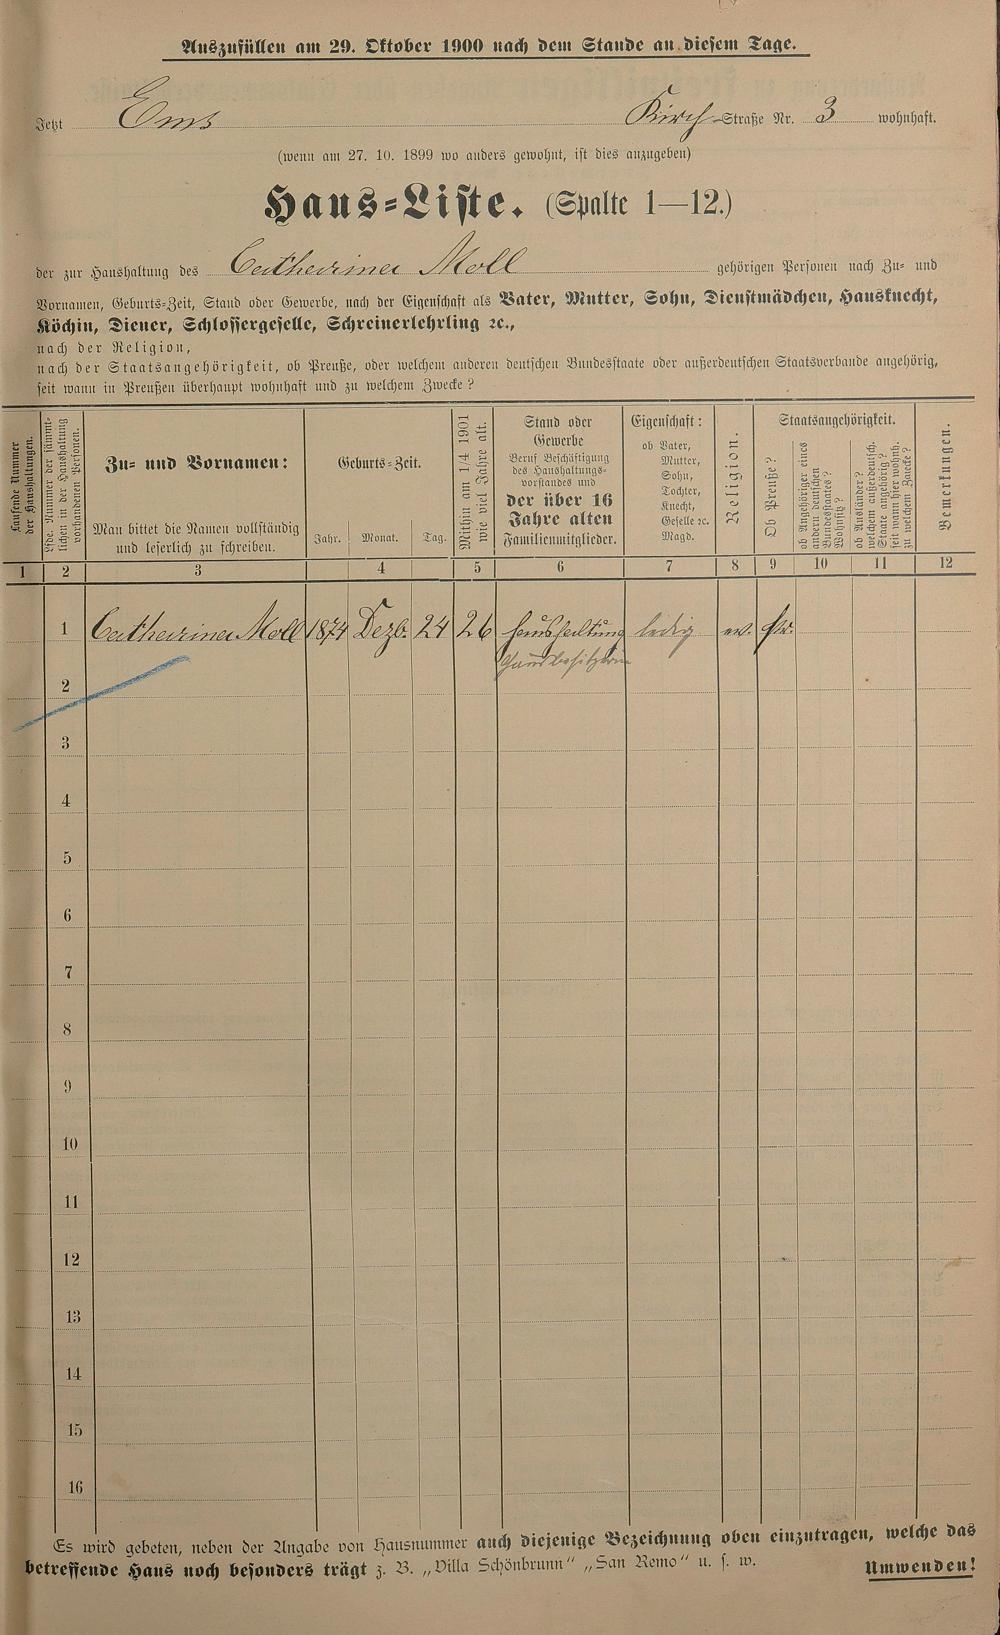 Auszufüllen am 29. Oktober 1900 nach dem Stande an diesem Tage.
Jetzt Ems Kirch-Straße Nr. 3 wohnhaft.
(wenn am 27. 10. 1899 wo anders gewohnt, ist dies anzugeben)
Haus-Liste. (Spalte 1—12.)
der zur Haushaltung des Catharina Moll gehörigen Personen nach Zu- und
Vornamen, Geburts-Zeit, Stand oder Gewerbe, nach der Eigenschaft als Vater, Mutter, Sohn, Dienstmädchen, Hausknecht,
Köchin, Diener, Schlossergeselle, Schreinerlehrling ꝛc.,
nach der Religion,
nach der Staatsangehörigkeit, ob Preuße, oder welchem anderen deutschen Bundesstaate oder außerdeutschen Staatsverbande angehörig,
seit wann in Preußen überhaupt wohnhaft und zu welchem Zwecke?
Laufende Nummer
der Haushaltungen.
Lfde. Nummer der sämmt-
lichen in der Haushaltung
vorhandenen Personen.
Zu- und Vornamen:
Man bittet die Namen vollständig
und leserlich zu schreiben.
Geburts-Zeit.
Jahr. Monat. Tag.
Mithin am 1/4 1901
wie viel Jahre alt.
Stand oder
Gewerbe
Beruf Beschäftigung
des Haushaltungs-
vorstandes und
der über 16
Jahre alten
Familienmitglieder.
Eigenschaft:
ob Vater,
Mutter,
Sohn,
Tochter,
Knecht,
Geselle ꝛc.
Magd.
Religion.
Staatsangehörigkeit.
Ob Preuße?
ob Angehöriger eines
andern deutschen
Bundesstaates?
Wohnsitz?
ob Ausländer?
welchem außerdeutsch.
Staate angehörig?
seit wann hier wohnh.
zu welchem Zwecke?
Bemerkungen.
1 2 3 4 5 6 7 8 9 10 11 12
1 Catharina Moll 1874 Dezb. 24 26 Haushaltung ledig ev. Pr.
Hausbesitzerin
2
3
4
5
6
7
8
9
10
11
12
13
14
15
16
Es wird gebeten, neben der Angabe von Hausnummer auch diejenige Bezeichnung oben einzutragen, welche das
betreffende Haus noch besonders trägt z. B. „Villa Schönbrunn" „San Remo" u. s. w.
Umwenden!